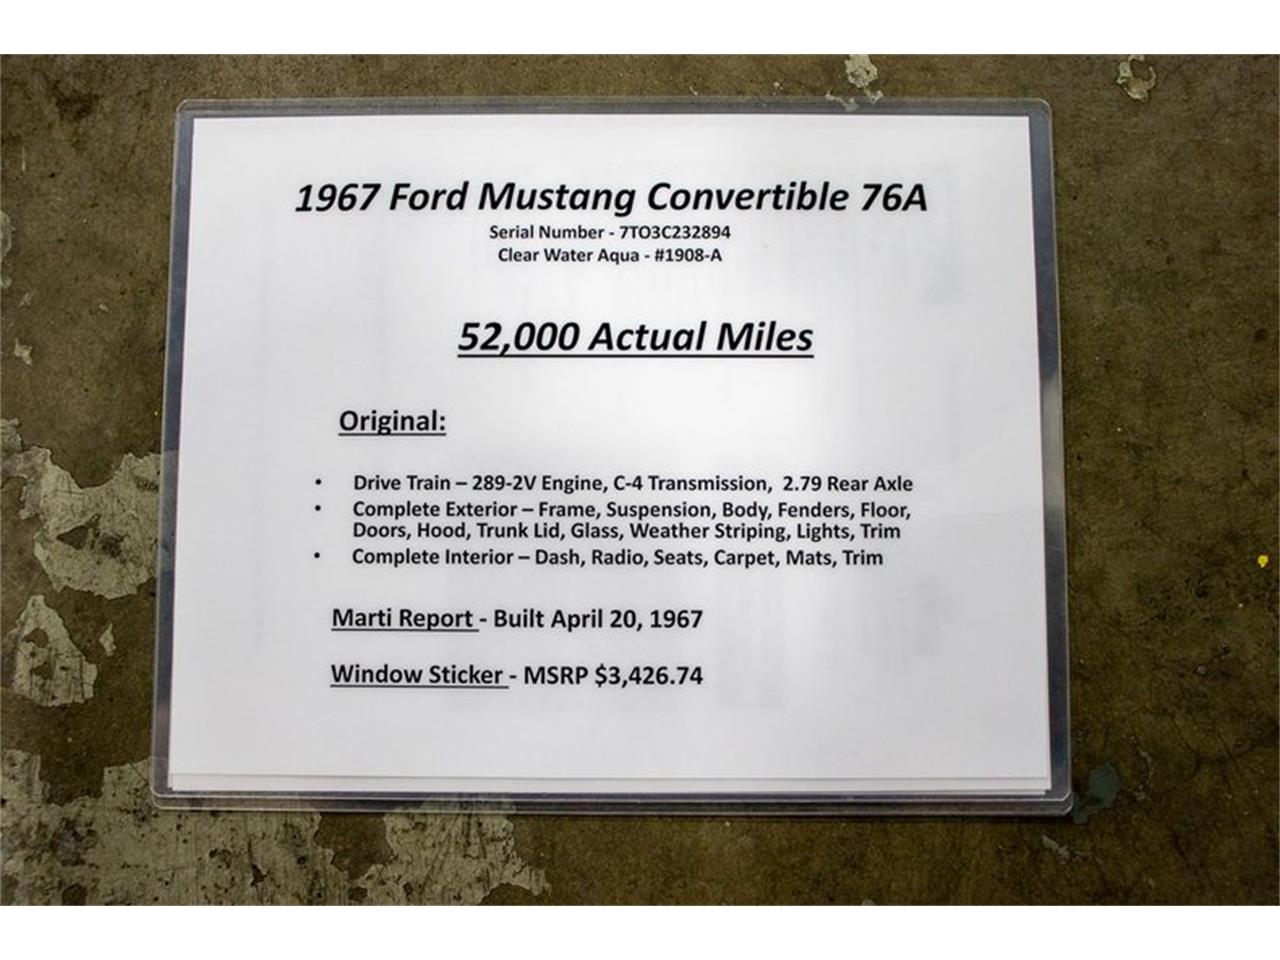 1967 Ford Mustang Convertible 76A
Serial Number - 7TO3C232894
Clear Water Aqua - #1908-A
52,000 Actual Miles
Original:
• Drive Train – 289-2V Engine, C-4 Transmission, 2.79 Rear Axle
• Complete Exterior – Frame, Suspension, Body, Fenders, Floor,
Doors, Hood, Trunk Lid, Glass, Weather Striping, Lights, Trim
• Complete Interior – Dash, Radio, Seats, Carpet, Mats, Trim
Marti Report - Built April 20, 1967
Window Sticker - MSRP $3,426.74